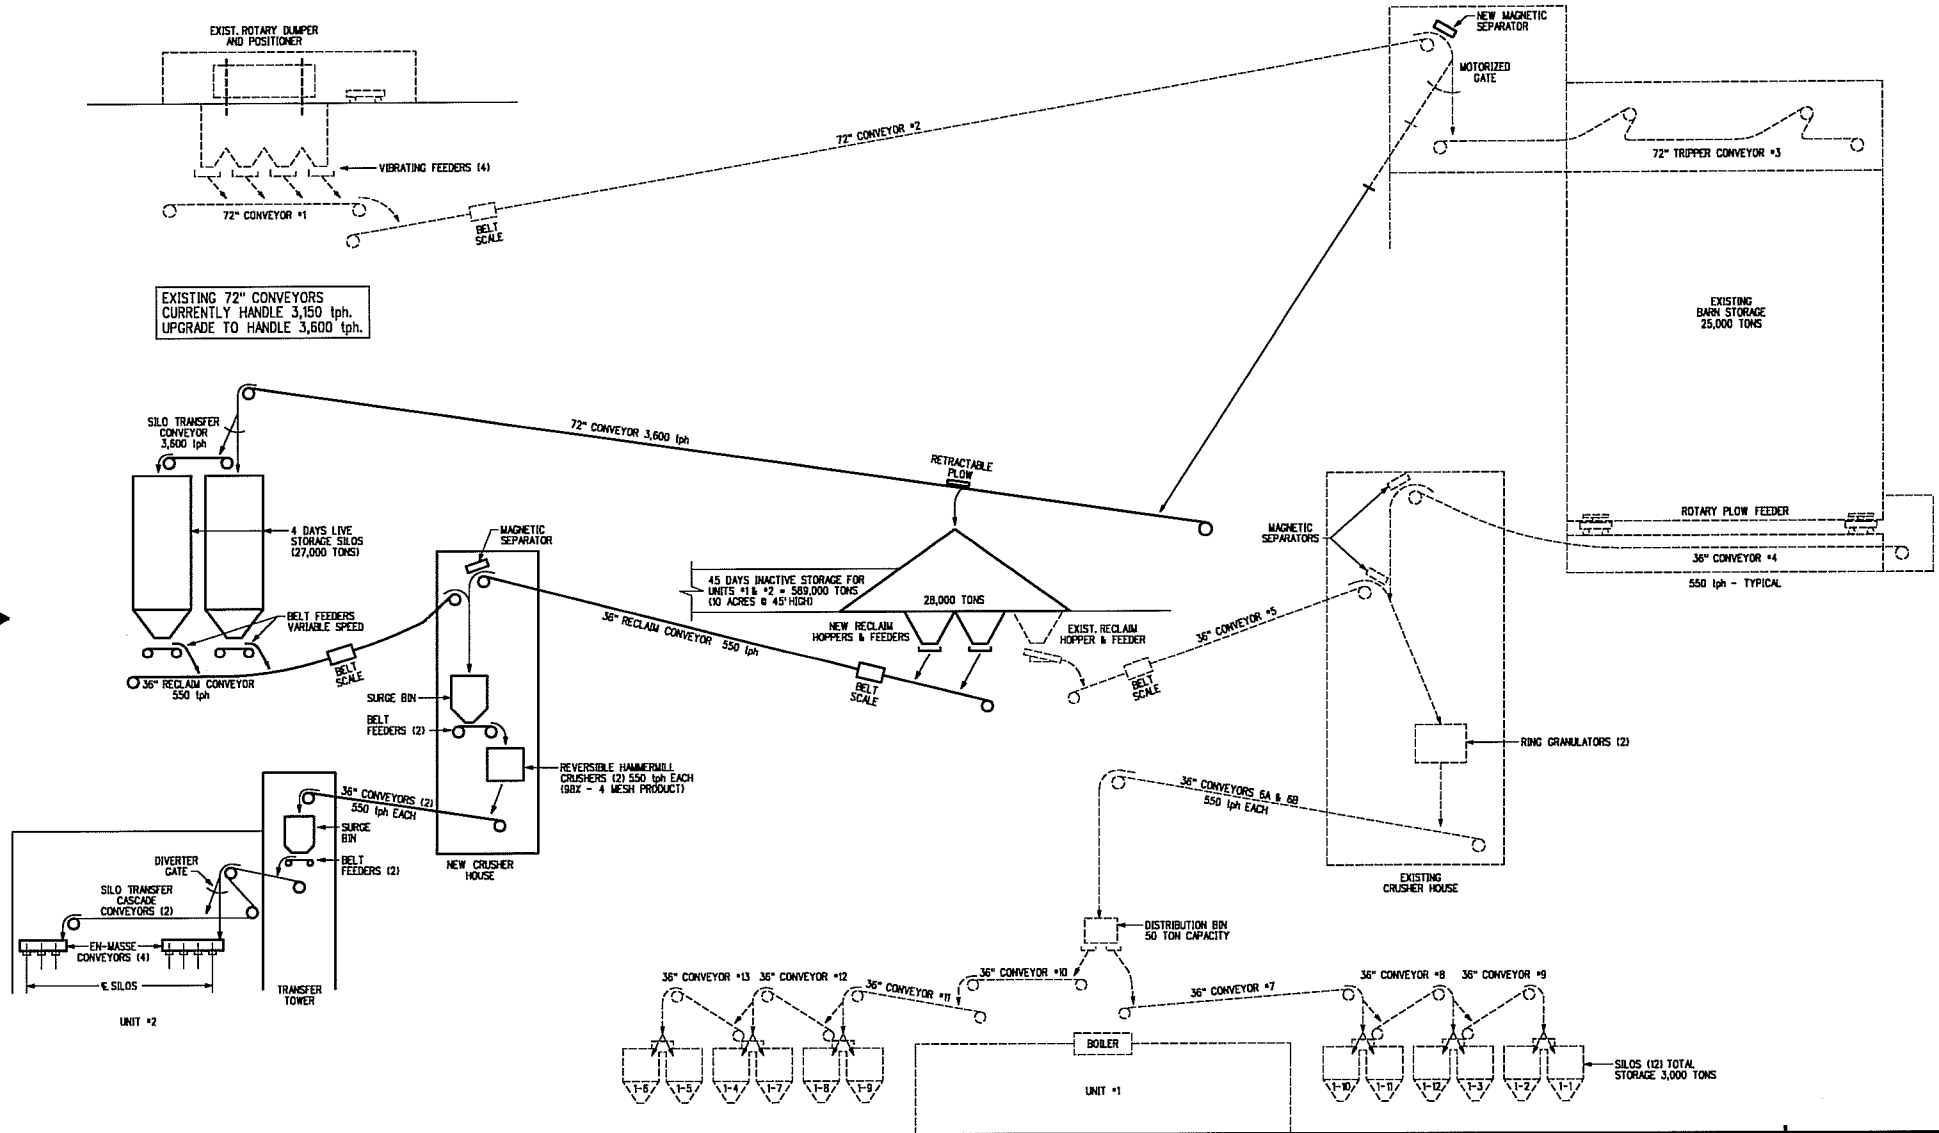 EXIST. ROTARY DUMPER
AND POSITIONER
VIBRATING FEEDERS (4)
72" CONVEYOR #1
BELT
SCALE
72" CONVEYOR #2
NEW MAGNETIC
SEPARATOR
MOTORIZED
GATE
72" TRIPPER CONVEYOR #3
EXISTING
BARN STORAGE
25,000 TONS
EXISTING 72" CONVEYORS
CURRENTLY HANDLE 3,150 tph.
UPGRADE TO HANDLE 3,600 tph.
SILO TRANSFER
CONVEYOR
3,600 tph
72" CONVEYOR 3,600 tph
RETRACTABLE
PLOW
4 DAYS LIVE
STORAGE SILOS
(27,000 TONS)
MAGNETIC
SEPARATOR
MAGNETIC
SEPARATORS
ROTARY PLOW FEEDER
36" CONVEYOR #4
550 tph - TYPICAL
45 DAYS INACTIVE STORAGE FOR
UNITS #1 & #2 = 589,000 TONS
(10 ACRES @ 45' HIGH)
28,000 TONS
BELT FEEDERS
VARIABLE SPEED
36" RECLAIM CONVEYOR 550 tph
NEW RECLAIM
HOPPERS & FEEDERS
EXIST. RECLAIM
HOPPER & FEEDER
36" CONVEYOR #5
BELT
SCALE
36" RECLAIM CONVEYOR
550 tph
BELT
SCALE
BELT
SCALE
SURGE BIN
BELT
FEEDERS (2)
REVERSIBLE HAMMERMILL
CRUSHERS (2) 550 tph EACH
(98% - 4 MESH PRODUCT)
RING GRANULATORS (2)
36" CONVEYORS (2)
550 tph EACH
36" CONVEYORS 6A & 6B
550 tph EACH
SURGE
BIN
BELT
FEEDERS (2)
NEW CRUSHER
HOUSE
EXISTING
CRUSHER HOUSE
DIVERTER
GATE
SILO TRANSFER
CASCADE
CONVEYORS (2)
EN-MASSE
CONVEYORS (4)
℄ SILOS
TRANSFER
TOWER
UNIT #2
DISTRIBUTION BIN
50 TON CAPACITY
36" CONVEYOR #13
36" CONVEYOR #12
36" CONVEYOR #11
36" CONVEYOR #10
36" CONVEYOR #7
36" CONVEYOR #8
36" CONVEYOR #9
BOILER
UNIT #1
SILOS (12) TOTAL
STORAGE 3,000 TONS
1-6
1-5
1-4
1-7
1-8
1-9
1-10
1-11
1-12
1-3
1-2
1-1